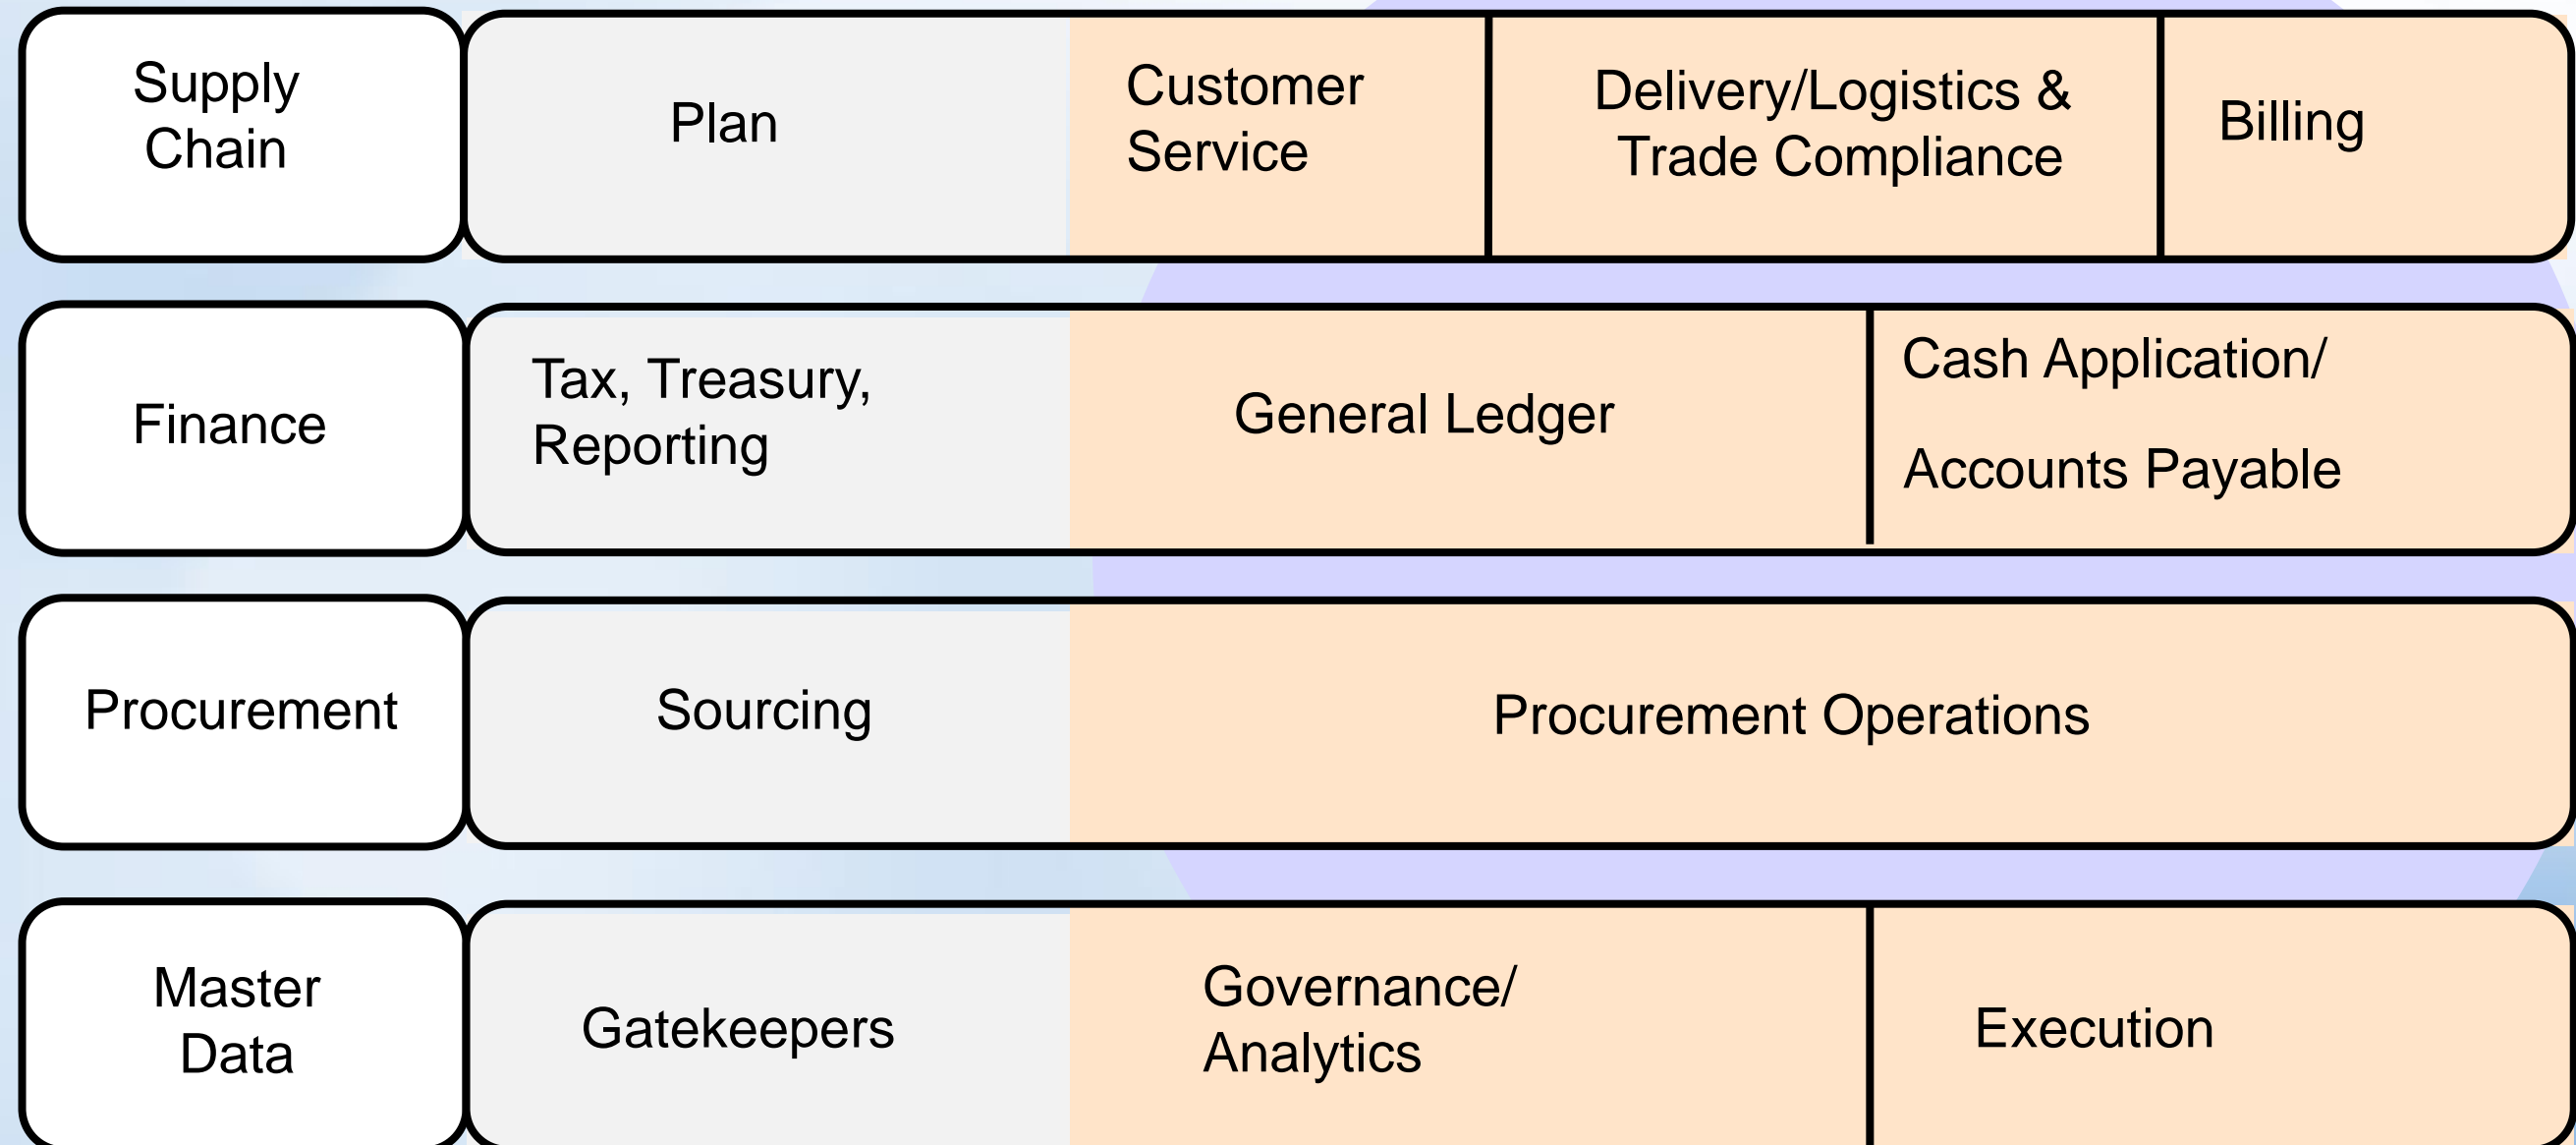 Supply
Chain
Plan
Customer
Service
Delivery/Logistics &
Trade Compliance
Billing
Finance
Tax, Treasury,
Reporting
General Ledger
Cash Application/
Accounts Payable
Procurement
Sourcing
Procurement Operations
Master
Data
Gatekeepers
Governance/
Analytics
Execution